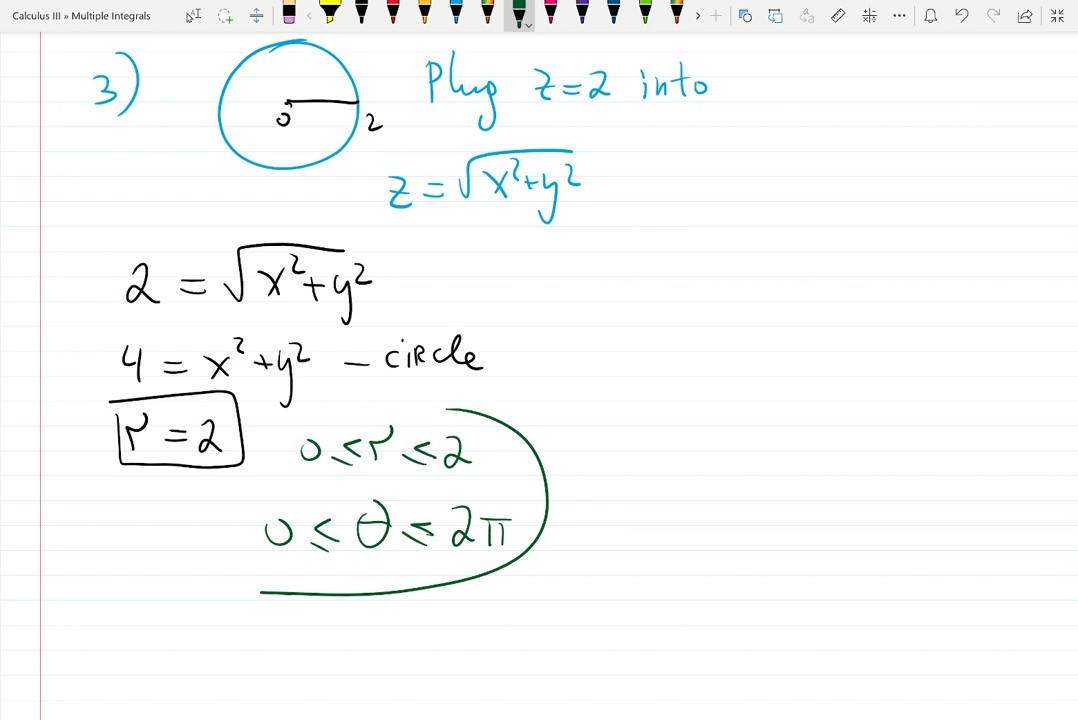 Calculus III » Multiple Integrals
3) 0 2 Plug z=2 into
z = √x²+y²
2 = √x²+y²
4 = x²+y² – circle
r = 2 0 ≤ r ≤ 2
0 ≤ θ ≤ 2π